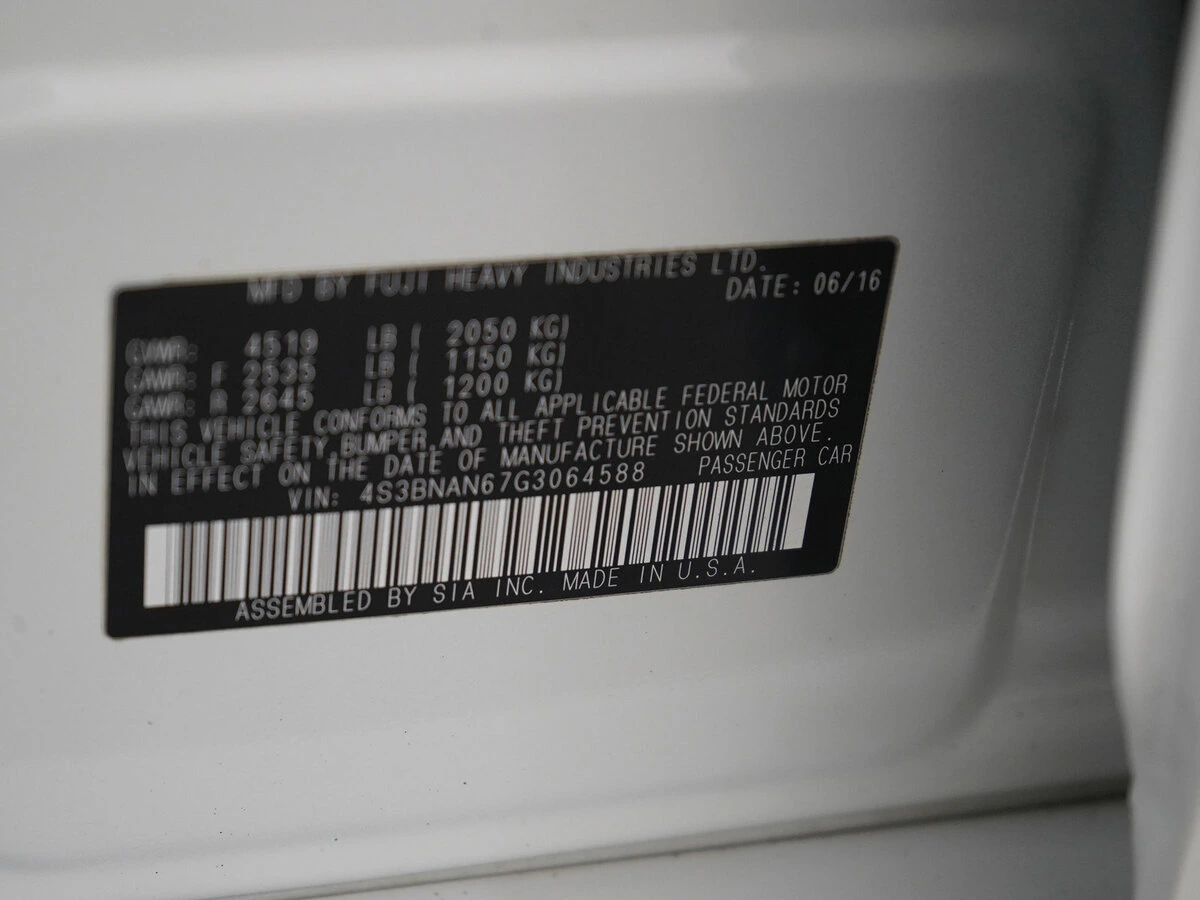 MFD BY FUJI HEAVY INDUSTRIES LTD.
DATE: 06/16
GVWR: 4519 LB ( 2050 KG)
GAWR: F 2535 LB ( 1150 KG)
GAWR: R 2645 LB ( 1200 KG)
THIS VEHICLE CONFORMS TO ALL APPLICABLE FEDERAL MOTOR
VEHICLE SAFETY,BUMPER,AND THEFT PREVENTION STANDARDS
IN EFFECT ON THE DATE OF MANUFACTURE SHOWN ABOVE.
VIN: 4S3BNAN67G3064588 PASSENGER CAR
ASSEMBLED BY SIA INC. MADE IN U.S.A.